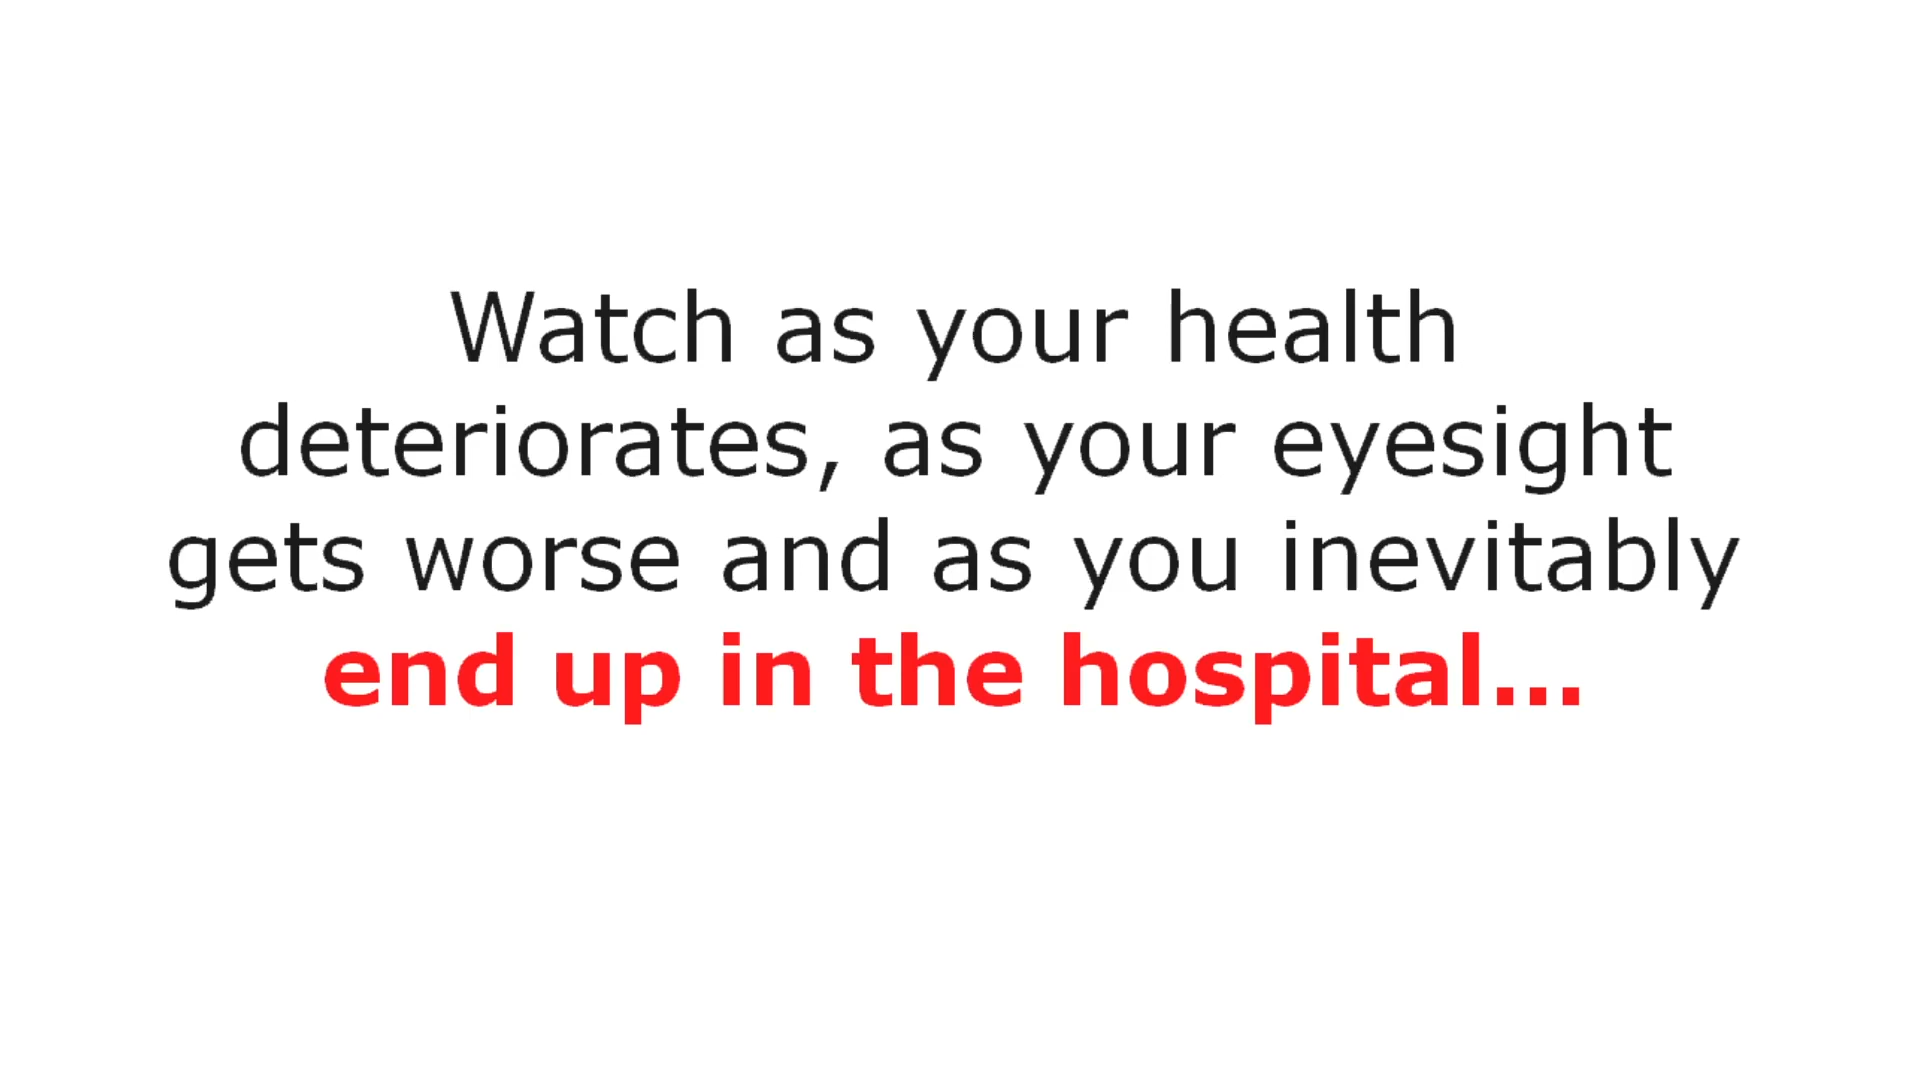 Watch as your health
deteriorates, as your eyesight
gets worse and as you inevitably
end up in the hospital...